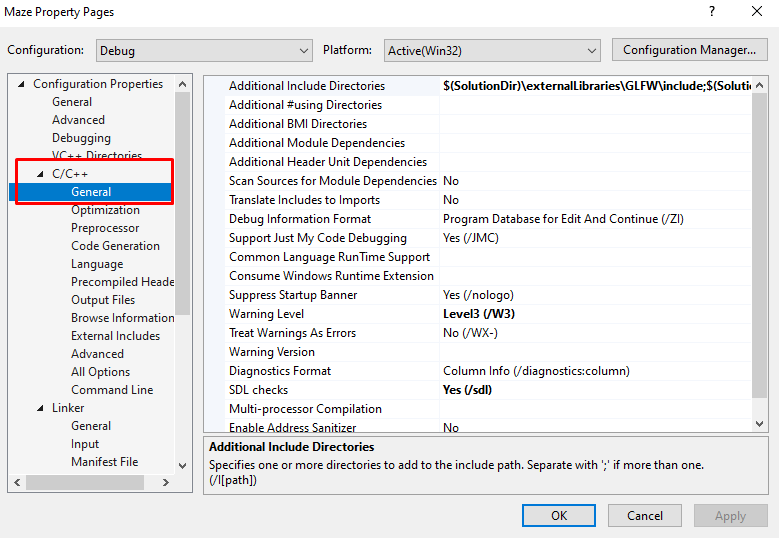 Maze Property Pages
Configuration: Debug Platform: Active(Win32) Configuration Manager...
Configuration Properties
General
Advanced
Debugging
VC++ Directories
C/C++
General
Optimization
Preprocessor
Code Generation
Language
Precompiled Heade
Output Files
Browse Information
External Includes
Advanced
All Options
Command Line
Linker
General
Input
Manifest File
Additional Include Directories $(SolutionDir)\externalLibraries\GLFW\include;$(Solutio
Additional #using Directories
Additional BMI Directories
Additional Module Dependencies
Additional Header Unit Dependencies
Scan Sources for Module Dependencies No
Translate Includes to Imports No
Debug Information Format Program Database for Edit And Continue (/ZI)
Support Just My Code Debugging Yes (/JMC)
Common Language RunTime Support
Consume Windows Runtime Extension
Suppress Startup Banner Yes (/nologo)
Warning Level Level3 (/W3)
Treat Warnings As Errors No (/WX-)
Warning Version
Diagnostics Format Column Info (/diagnostics:column)
SDL checks Yes (/sdl)
Multi-processor Compilation
Enable Address Sanitizer No
Additional Include Directories
Specifies one or more directories to add to the include path. Separate with ';' if more than one.
(/I[path])
OK Cancel Apply